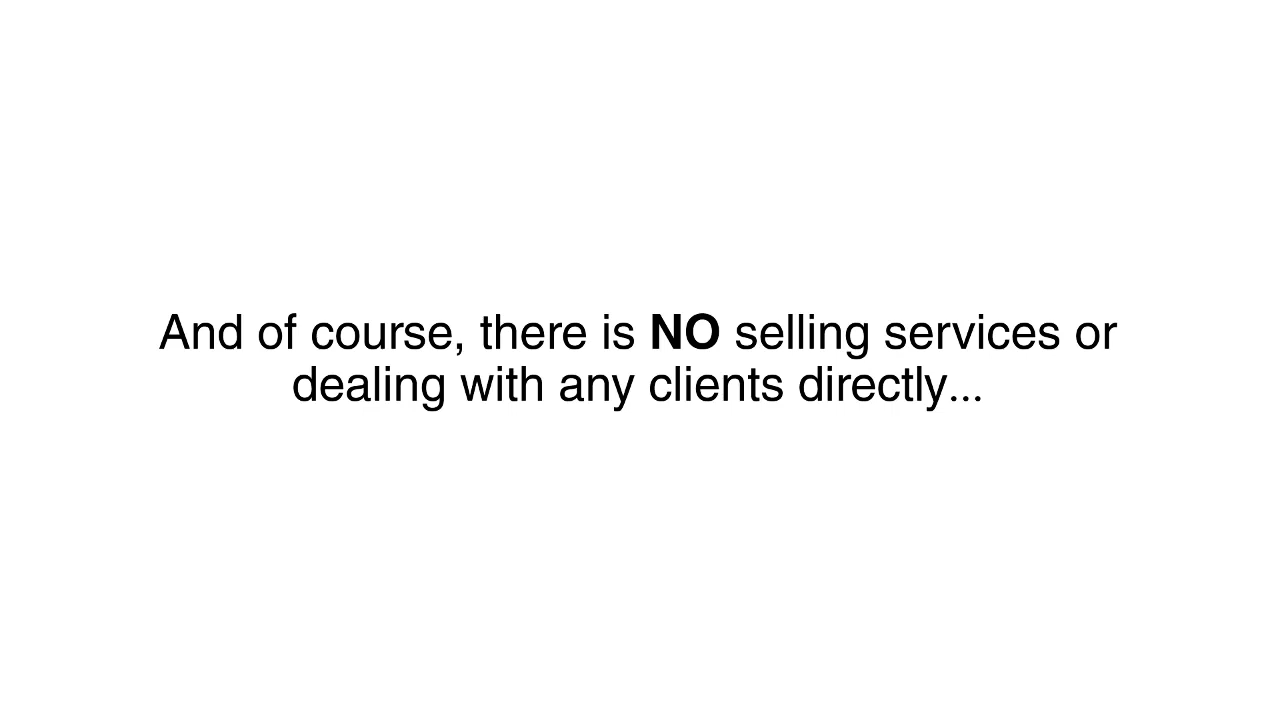 And of course, there is NO selling services or
dealing with any clients directly...